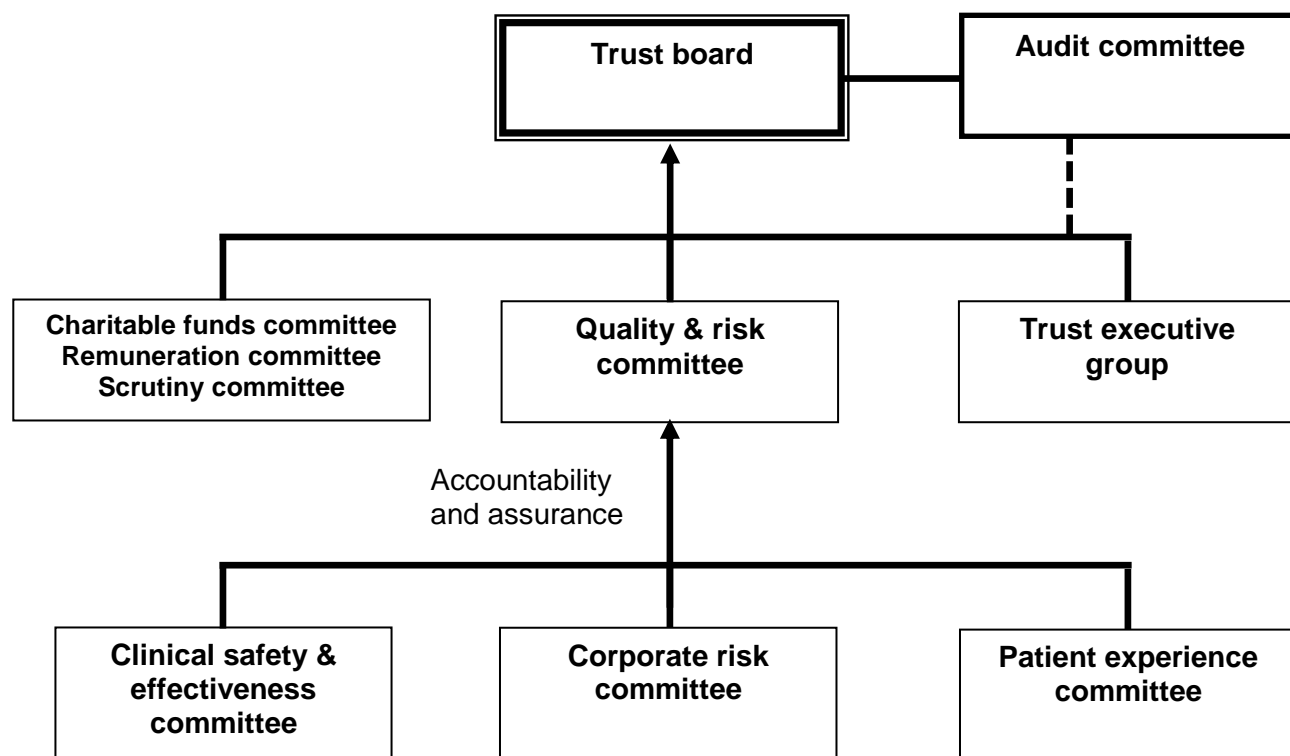 Trust board
Audit committee
Charitable funds committee
Remuneration committee
Scrutiny committee
Quality & risk
committee
Trust executive
group
Accountability
and assurance
Clinical safety &
effectiveness
committee
Corporate risk
committee
Patient experience
committee